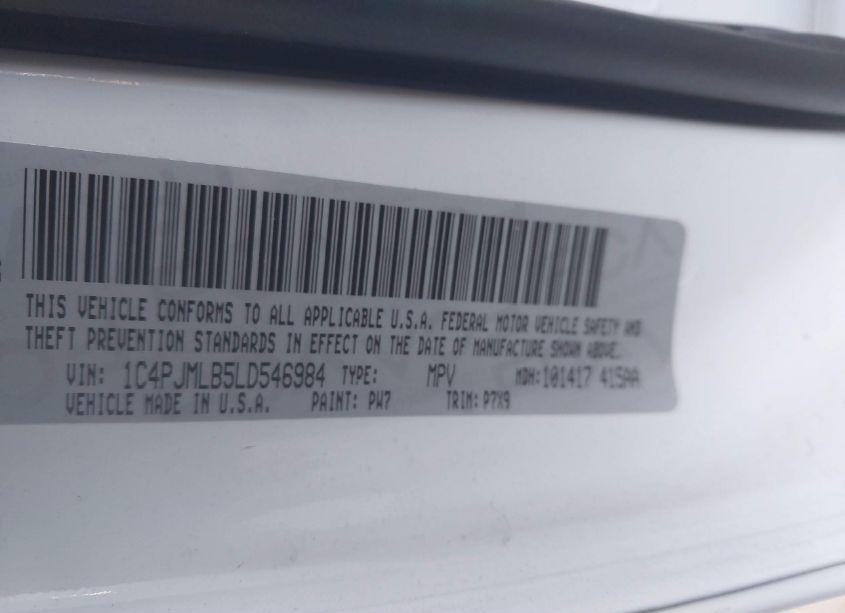 THIS VEHICLE CONFORMS TO ALL APPLICABLE U.S.A. FEDERAL MOTOR VEHICLE SAFETY AND
THEFT PREVENTION STANDARDS IN EFFECT ON THE DATE OF MANUFACTURE SHOWN ABOVE.
VIN: 1C4PJMLB5LD546984 TYPE: MPV MDH:101417 415AA
VEHICLE MADE IN U.S.A. PAINT: PW7 TRIM: P7X9